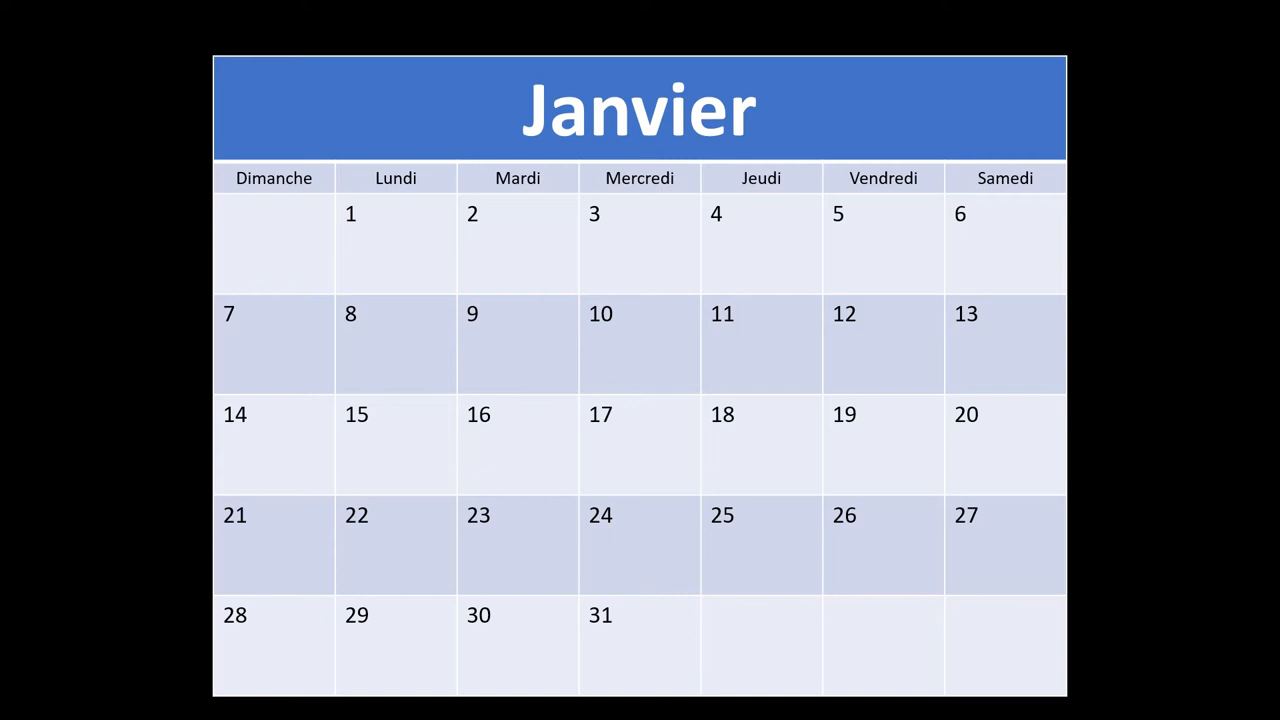 Janvier
Dimanche Lundi Mardi Mercredi Jeudi Vendredi Samedi
1 2 3 4 5 6
7 8 9 10 11 12 13
14 15 16 17 18 19 20
21 22 23 24 25 26 27
28 29 30 31